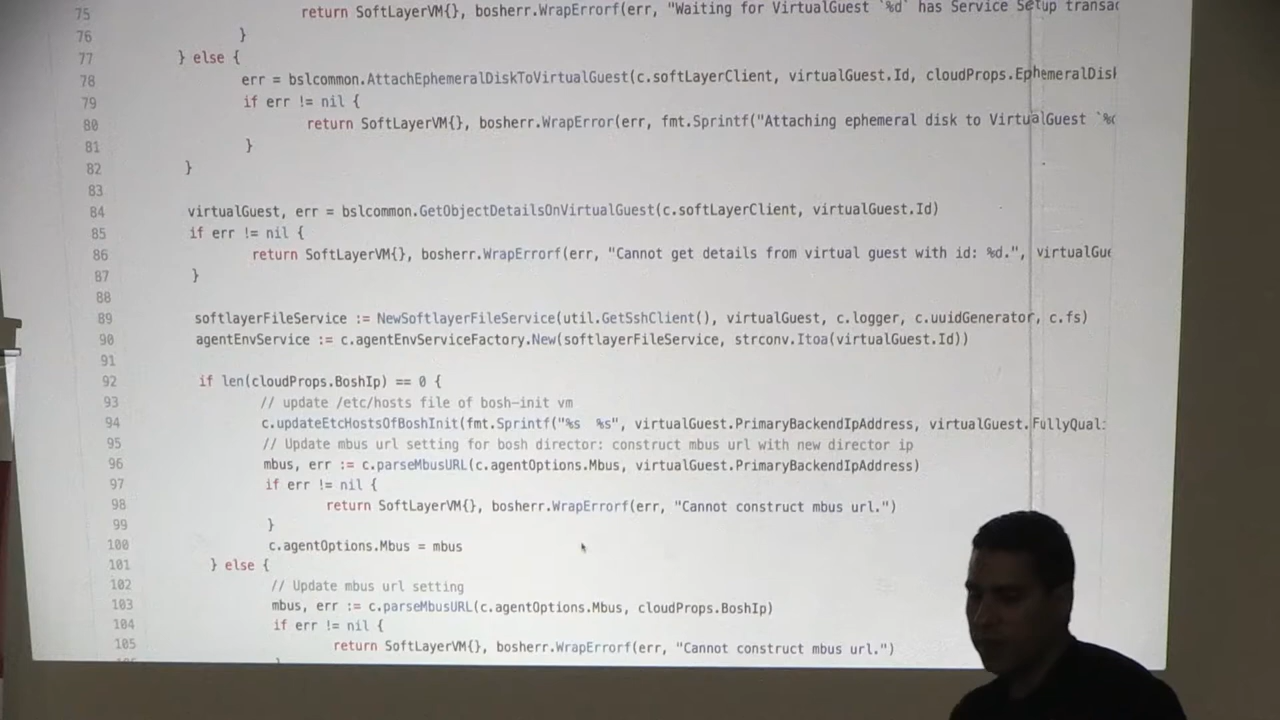 75 return SoftLayerVM{}, bosherr.WrapErrorf(err, "Waiting for VirtualGuest `%d` has Service Setup transac
76 }
77 } else {
78 err = bslcommon.AttachEphemeralDiskToVirtualGuest(c.softLayerClient, virtualGuest.Id, cloudProps.EphemeralDisk
79 if err != nil {
80 return SoftLayerVM{}, bosherr.WrapError(err, fmt.Sprintf("Attaching ephemeral disk to VirtualGuest `%d
81 }
82 }
83
84 virtualGuest, err = bslcommon.GetObjectDetailsOnVirtualGuest(c.softLayerClient, virtualGuest.Id)
85 if err != nil {
86 return SoftLayerVM{}, bosherr.WrapErrorf(err, "Cannot get details from virtual guest with id: %d.", virtualGue
87 }
88
89 softlayerFileService := NewSoftlayerFileService(util.GetSshClient(), virtualGuest, c.logger, c.uuidGenerator, c.fs)
90 agentEnvService := c.agentEnvServiceFactory.New(softlayerFileService, strconv.Itoa(virtualGuest.Id))
91
92 if len(cloudProps.BoshIp) == 0 {
93 // update /etc/hosts file of bosh-init vm
94 c.updateEtcHostsOfBoshInit(fmt.Sprintf("%s  %s", virtualGuest.PrimaryBackendIpAddress, virtualGuest.FullyQuali
95 // Update mbus url setting for bosh director: construct mbus url with new director ip
96 mbus, err := c.parseMbusURL(c.agentOptions.Mbus, virtualGuest.PrimaryBackendIpAddress)
97 if err != nil {
98 return SoftLayerVM{}, bosherr.WrapErrorf(err, "Cannot construct mbus url.")
99 }
100 c.agentOptions.Mbus = mbus
101 } else {
102 // Update mbus url setting
103 mbus, err := c.parseMbusURL(c.agentOptions.Mbus, cloudProps.BoshIp)
104 if err != nil {
105 return SoftLayerVM{}, bosherr.WrapErrorf(err, "Cannot construct mbus url.")